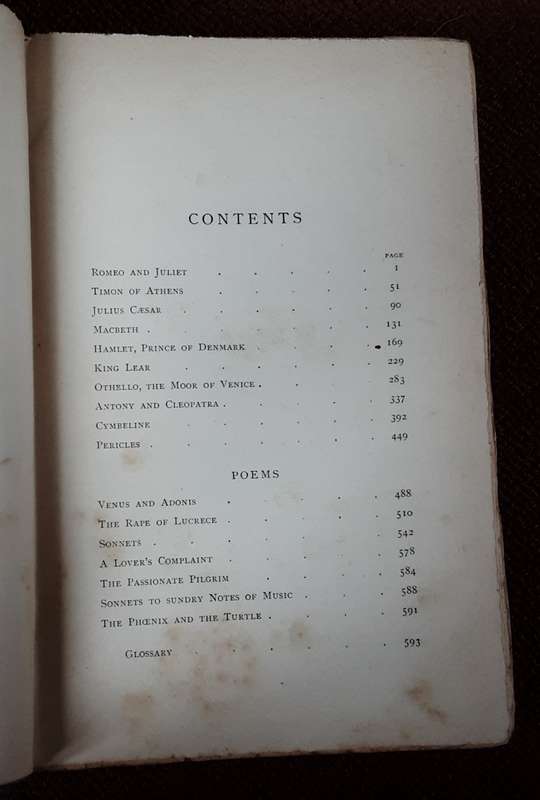 CONTENTS
PAGE
Romeo and Juliet . . . . . 1
Timon of Athens . . . . . 51
Julius Cæsar . . . . . . 90
Macbeth . . . . . . . 131
Hamlet, Prince of Denmark . . . 169
King Lear . . . . . . 229
Othello, the Moor of Venice . . . 283
Antony and Cleopatra . . . . . 337
Cymbeline . . . . . . 392
Pericles . . . . . . . 449
POEMS
Venus and Adonis . . . . . 488
The Rape of Lucrece . . . . . 510
Sonnets . . . . . . . 542
A Lover's Complaint . . . . . 578
The Passionate Pilgrim . . . . 584
Sonnets to sundry Notes of Music . . . 588
The Phœnix and the Turtle . . . . 591
Glossary . . . . . . 593